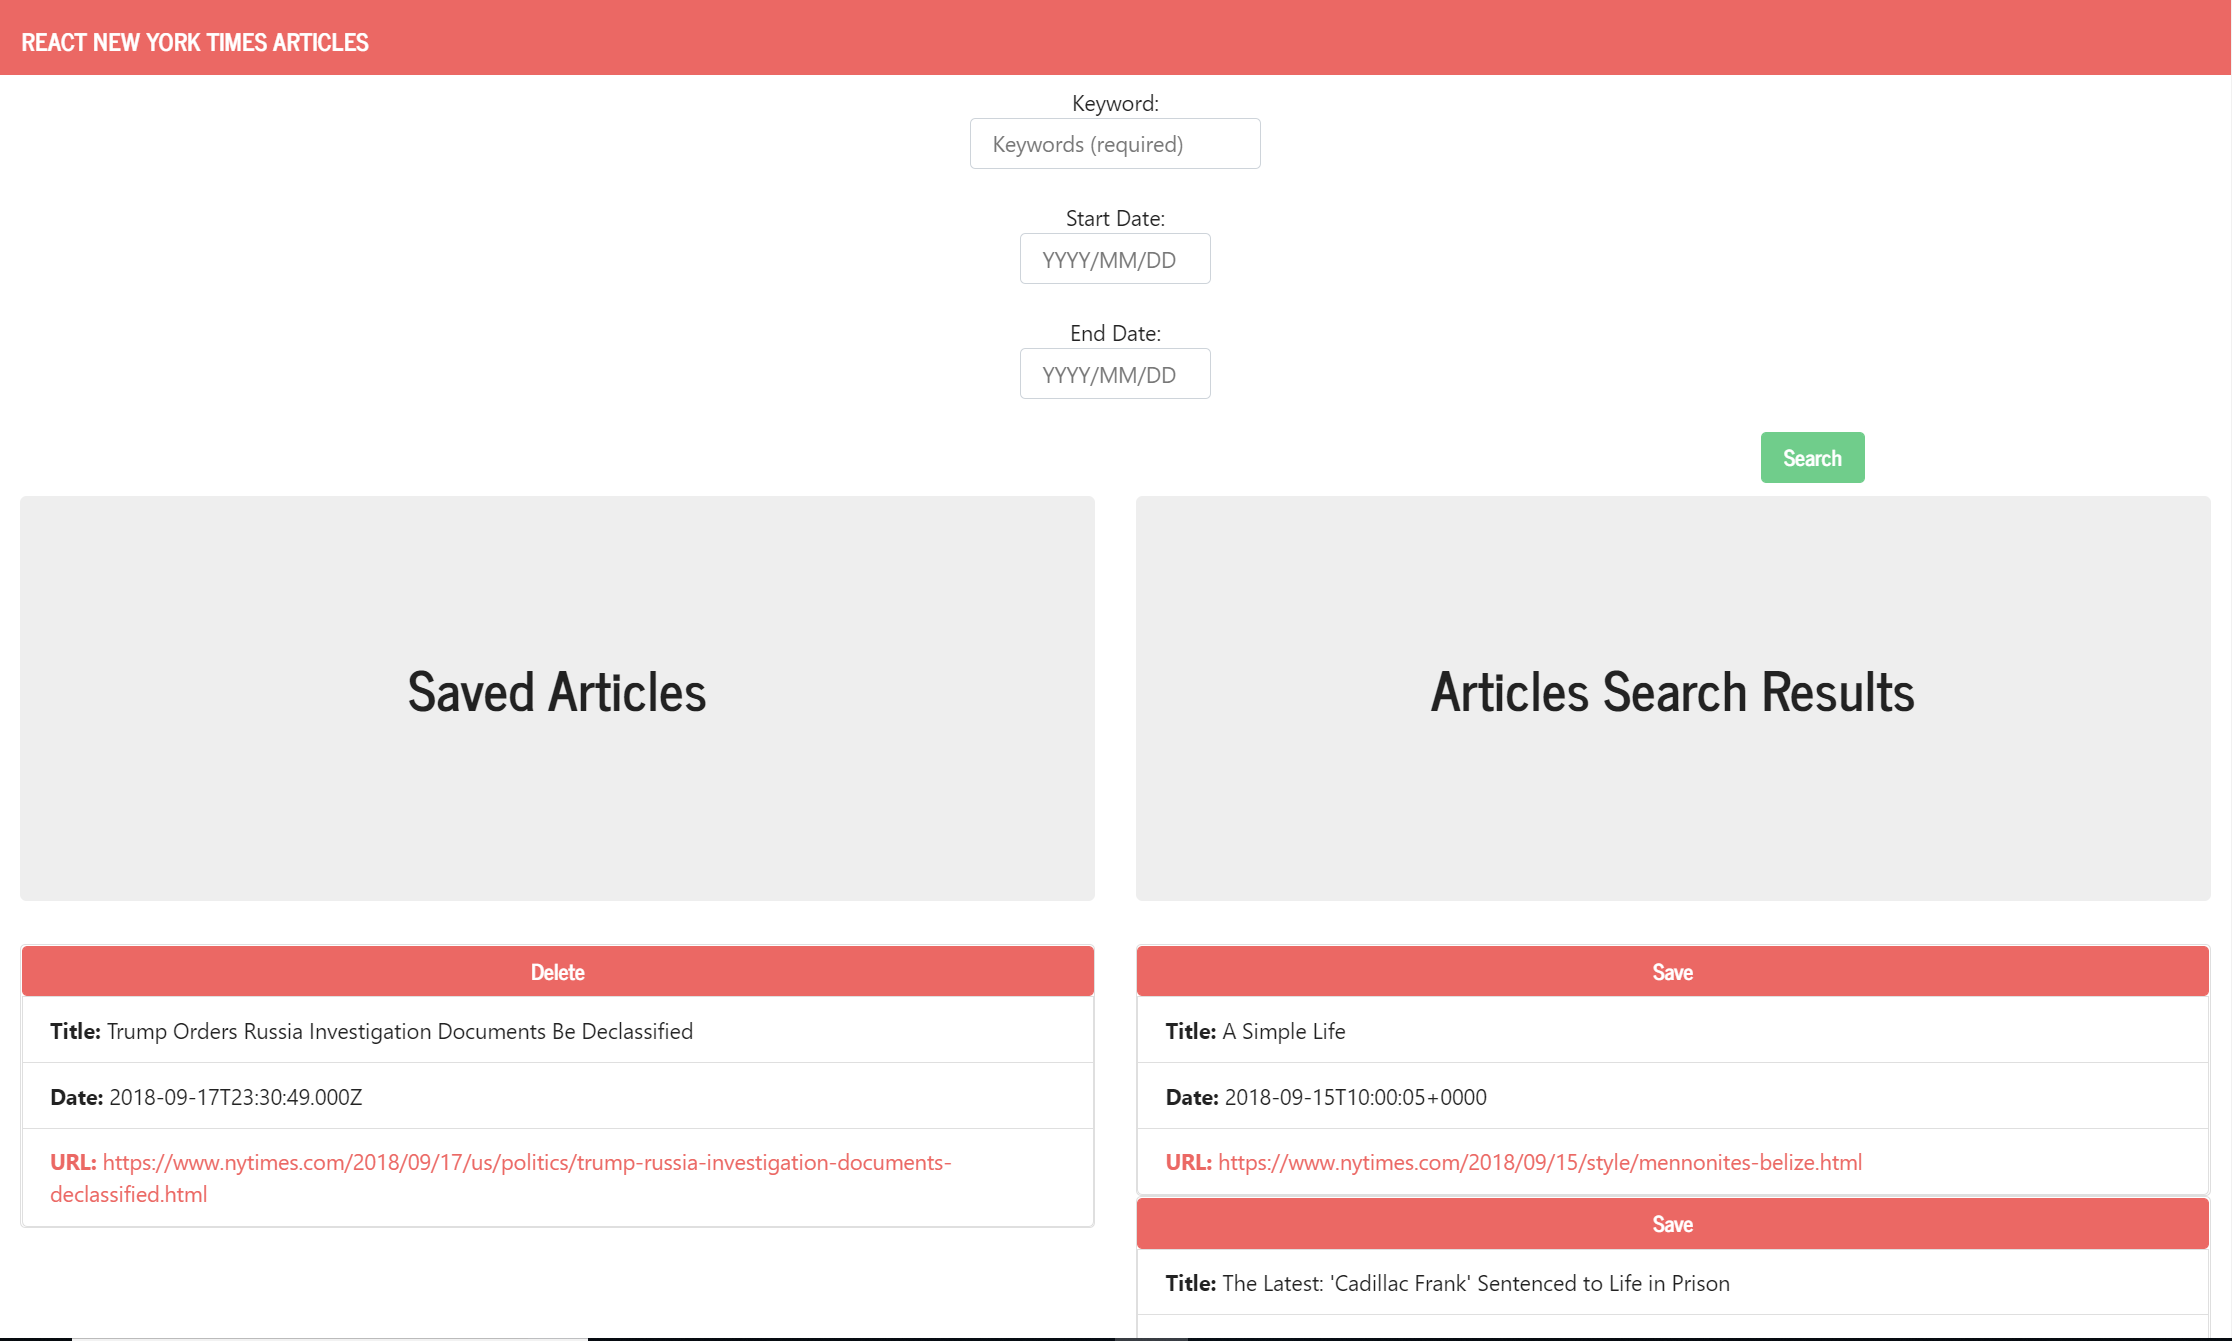 REACT NEW YORK TIMES ARTICLES
Keyword:
Keywords (required)
Start Date:
YYYY/MM/DD
End Date:
YYYY/MM/DD
Search
Saved Articles
Articles Search Results
Delete
Title: Trump Orders Russia Investigation Documents Be Declassified
Date: 2018-09-17T23:30:49.000Z
URL: https://www.nytimes.com/2018/09/17/us/politics/trump-russia-investigation-documents-
declassified.html
Save
Title: A Simple Life
Date: 2018-09-15T10:00:05+0000
URL: https://www.nytimes.com/2018/09/15/style/mennonites-belize.html
Save
Title: The Latest: 'Cadillac Frank' Sentenced to Life in Prison